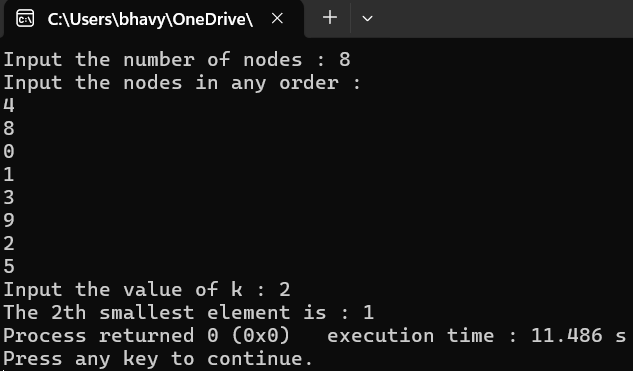 C:\Users\bhavy\OneDrive\
Input the number of nodes : 8
Input the nodes in any order :
4
8
0
1
3
9
2
5
Input the value of k : 2
The 2th smallest element is : 1
Process returned 0 (0x0)   execution time : 11.486 s
Press any key to continue.